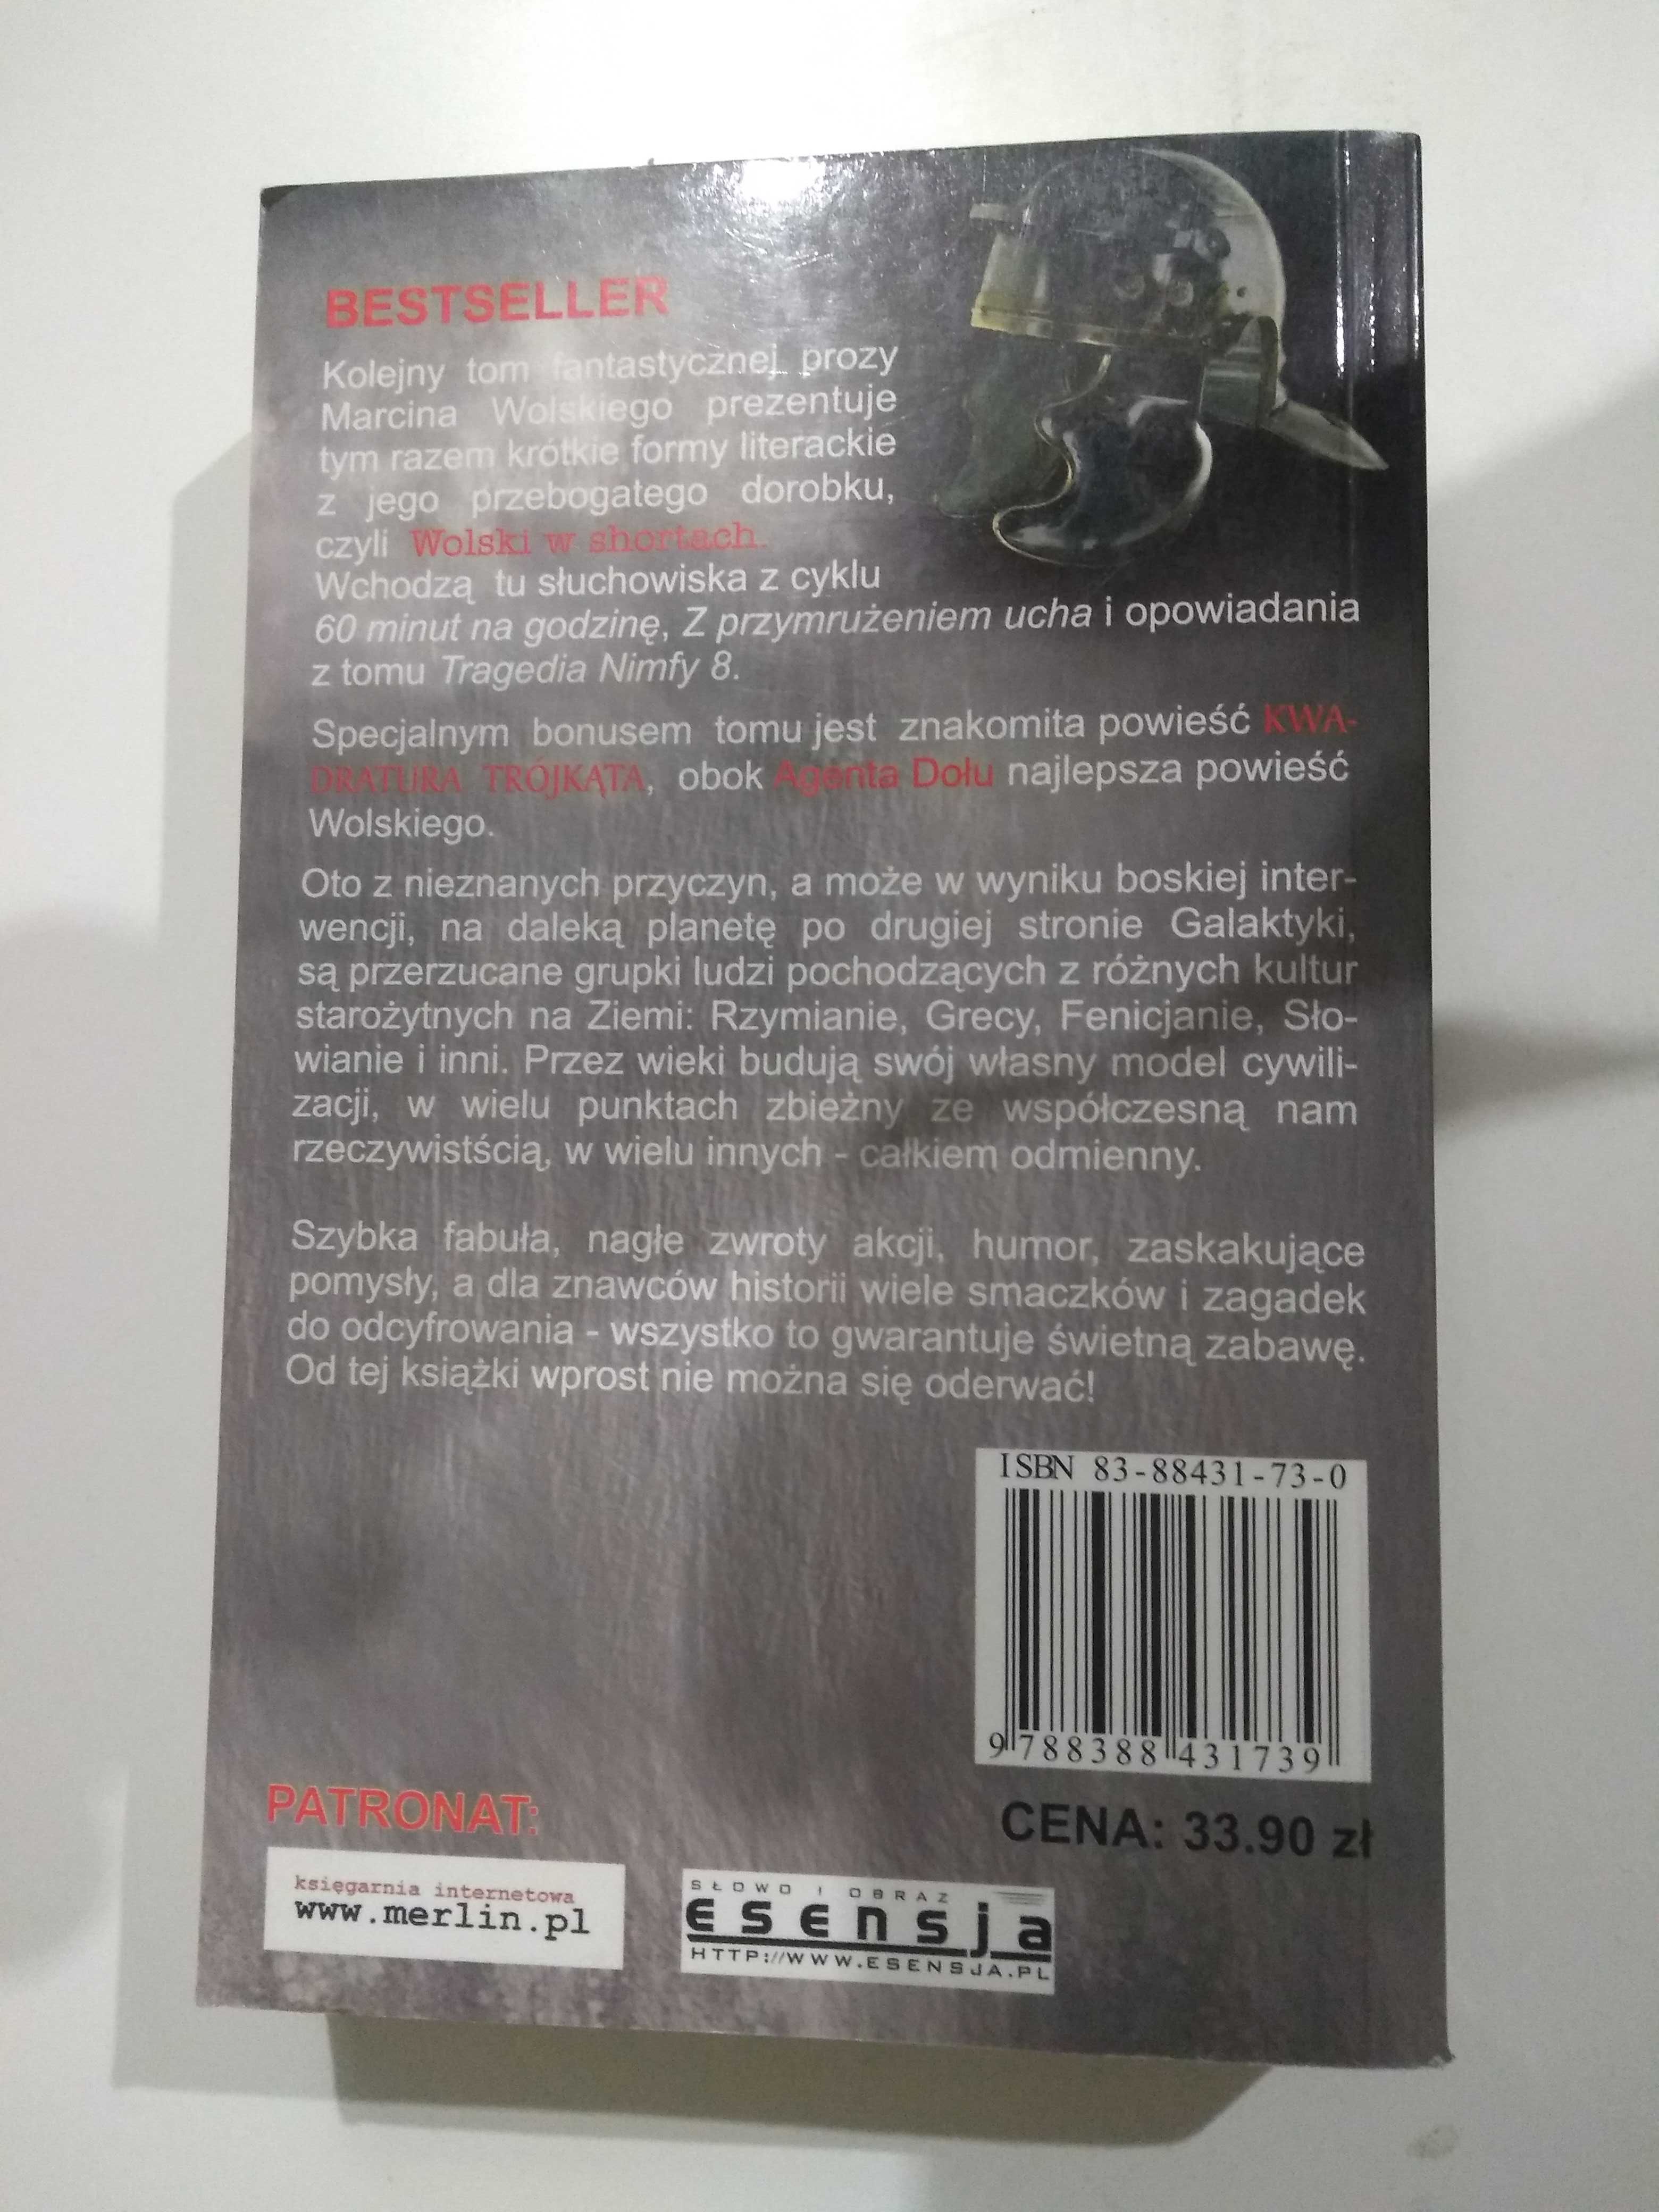 BESTSELLER
Kolejny tom fantastycznej prozy
Marcina Wolskiego prezentuje
tym razem krótkie formy literackie
z jego przebogatego dorobku,
czyli Wolski w shortach.
Wchodzą tu słuchowiska z cyklu
60 minut na godzinę, Z przymrużeniem ucha i opowiadania
z tomu Tragedia Nimfy 8.
Specjalnym bonusem tomu jest znakomita powieść KWA-
DRATURA TRÓJKĄTA, obok Agenta Dołu najlepsza powieść
Wolskiego.
Oto z nieznanych przyczyn, a może w wyniku boskiej inter-
wencji, na daleką planetę po drugiej stronie Galaktyki,
są przerzucane grupki ludzi pochodzących z różnych kultur
starożytnych na Ziemi: Rzymianie, Grecy, Fenicjanie, Sło-
wianie i inni. Przez wieki budują swój własny model cywili-
zacji, w wielu punktach zbieżny ze współczesną nam
rzeczywistścią, w wielu innych - całkiem odmienny.
Szybka fabuła, nagłe zwroty akcji, humor, zaskakujące
pomysły, a dla znawców historii wiele smaczków i zagadek
do odcyfrowania - wszystko to gwarantuje świetną zabawę.
Od tej książki wprost nie można się oderwać!
ISBN 83-88431-73-0
9 788388 431739
CENA: 33.90 zł
PATRONAT:
księgarnia internetowa
www.merlin.pl
SŁOWO I OBRAZ
esensja
HTTP://WWW.ESENSJA.PL